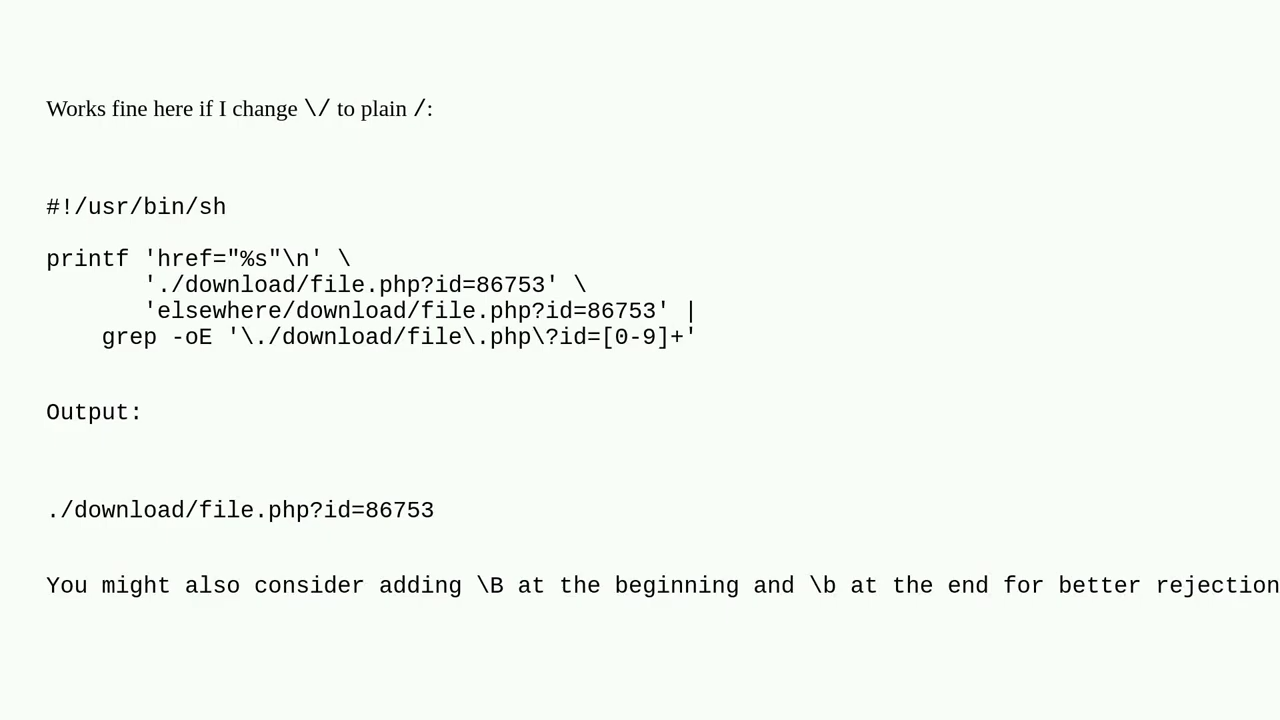 Works fine here if I change \/ to plain /:
#!/usr/bin/sh
printf 'href="%s"\n' \
       './download/file.php?id=86753' \
       'elsewhere/download/file.php?id=86753' |
    grep -oE '\./download/file\.php\?id=[0-9]+'
Output:
./download/file.php?id=86753
You might also consider adding \B at the beginning and \b at the end for better rejection